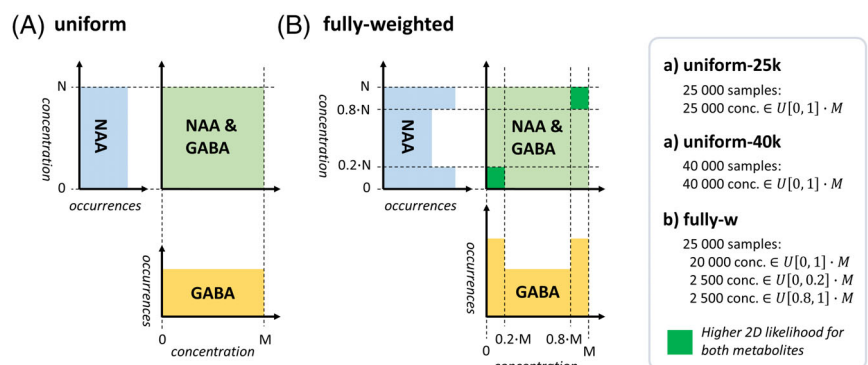 (A) uniform
(B) fully-weighted
N
concentration
0
NAA
occurrences
NAA &
GABA
occurrences
GABA
0
M
concentration
N
0.8·N
0.2·N
0
concentration
NAA
occurrences
NAA &
GABA
occurrences
GABA
0.2·M
0.8·M
0
M
concentration
a) uniform-25k
25 000 samples:
25 000 conc. ∈ U[0, 1] · M
a) uniform-40k
40 000 samples:
40 000 conc. ∈ U[0, 1] · M
b) fully-w
25 000 samples:
20 000 conc. ∈ U[0, 1] · M
2 500 conc. ∈ U[0, 0.2] · M
2 500 conc. ∈ U[0.8, 1] · M
Higher 2D likelihood for
both metabolites